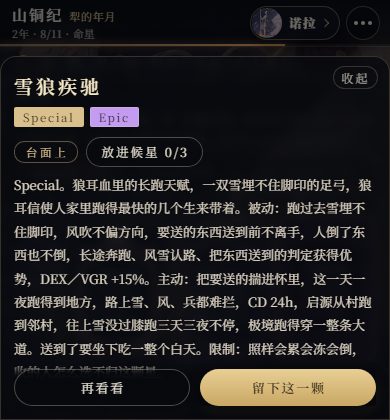 山铜纪 犁的年月
诺拉
2年 · 8/11 · 命星
收起
雪狼疾驰
Special Epic
台面上 放进候星 0/3
Special。狼耳血里的长跑天赋，一双雪埋不住脚印的足弓，狼
耳信使人家里跑得最快的几个生来带着。被动：跑过去雪埋不
住脚印，风吹不偏方向，要送的东西送到前不离手，人倒了东
西也不倒，长途奔跑、风雪认路、把东西送到的判定获得优
势，DEX／VGR +15%。主动：把要送的揣进怀里，这一天一
夜跑得到地方，路上雪、风、兵都难拦，CD 24h，启源从村跑
到邻村，往上雪没过膝跑三天三夜不停，极境跑得穿一整条大
道。送到了要坐下吃一整个白天。限制：照样会累会冻会倒，
再看看
留下这一颗